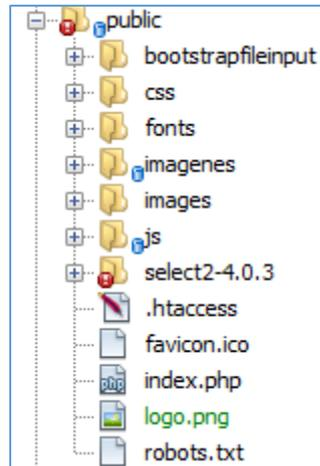 public
bootstrapfileinput
css
fonts
imagenes
images
js
select2-4.0.3
.htaccess
favicon.ico
index.php
logo.png
robots.txt